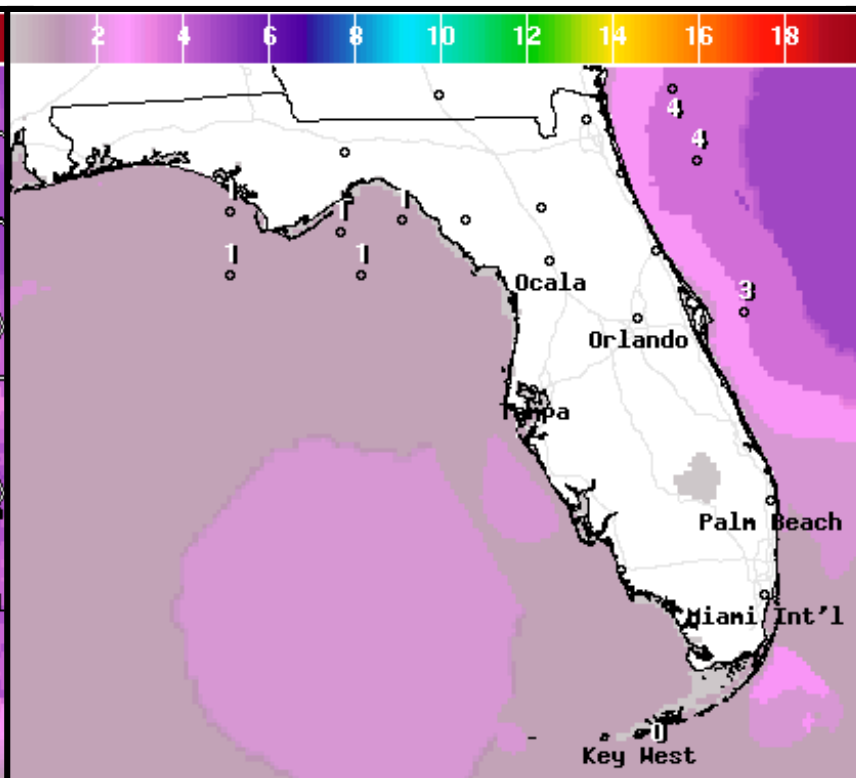 2 4 6 8 10 12 14 16 18
4
4
1
1 1
1 1
Ocala
3
Orlando
Tampa
Palm Beach
Miami Int'l
0
Key West